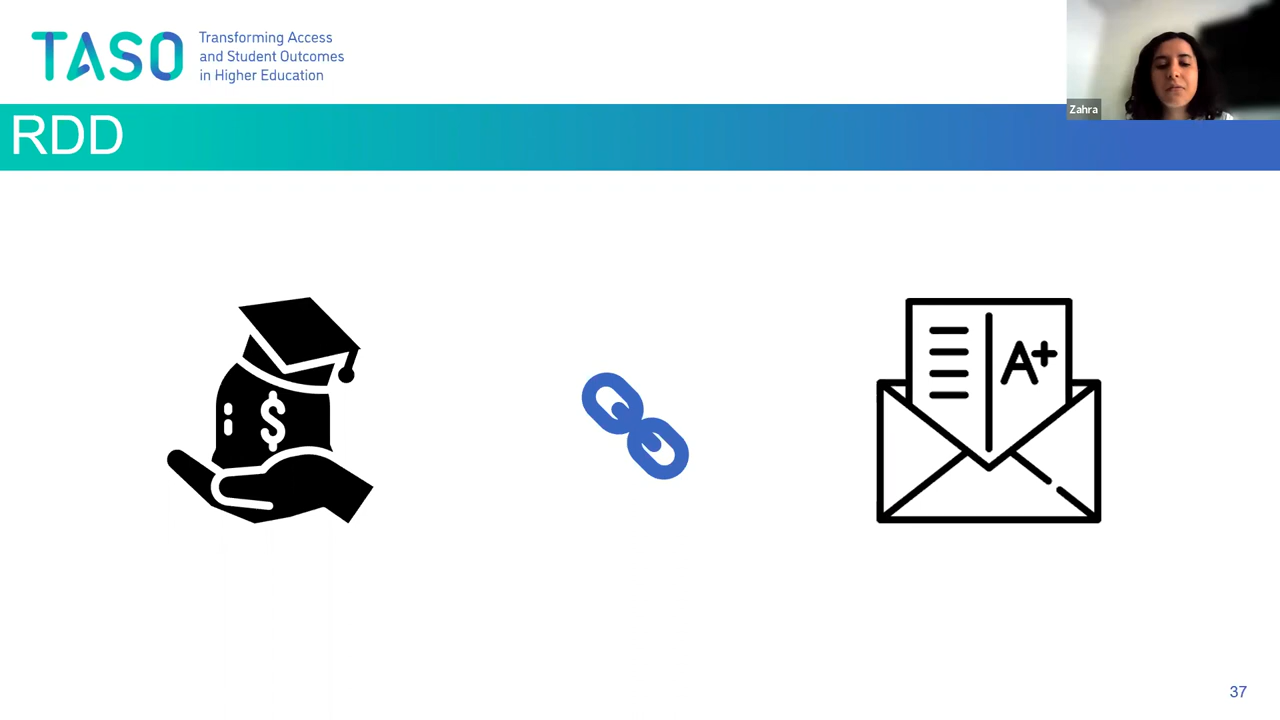 TASO
Transforming Access
and Student Outcomes
in Higher Education
Zahra
RDD
$
A+
37